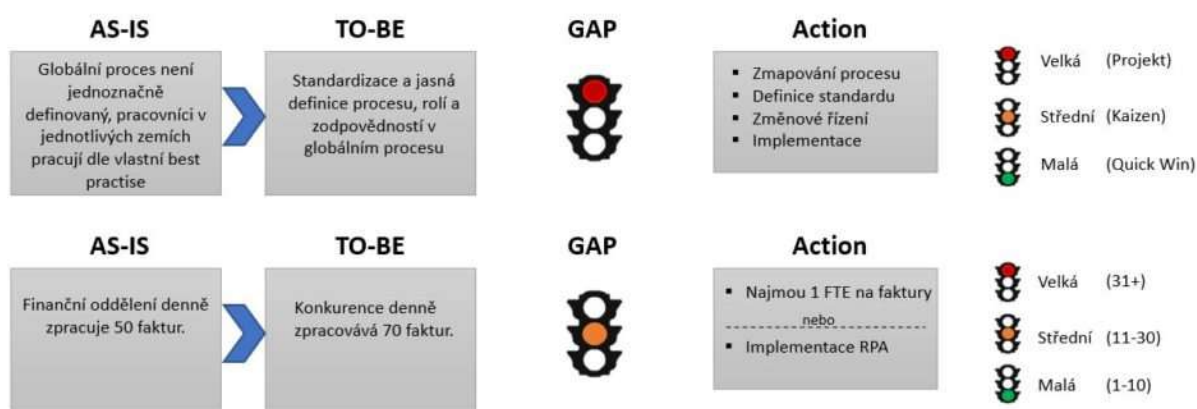 AS-IS
TO-BE
GAP
Action
Globální proces není
jednoznačně
definovaný, pracovníci v
jednotlivých zemích
pracují dle vlastní best
practise
Standardizace a jasná
definice procesu, rolí a
zodpovědností v
globálním procesu
▪ Zmapování procesu
▪ Definice standardu
▪ Změnové řízení
▪ Implementace
Velká (Projekt)
Střední (Kaizen)
Malá (Quick Win)
AS-IS
TO-BE
GAP
Action
Finanční oddělení denně
zpracuje 50 faktur.
Konkurence denně
zpracovává 70 faktur.
▪ Najmou 1 FTE na faktury
nebo
▪ Implementace RPA
Velká (31+)
Střední (11-30)
Malá (1-10)